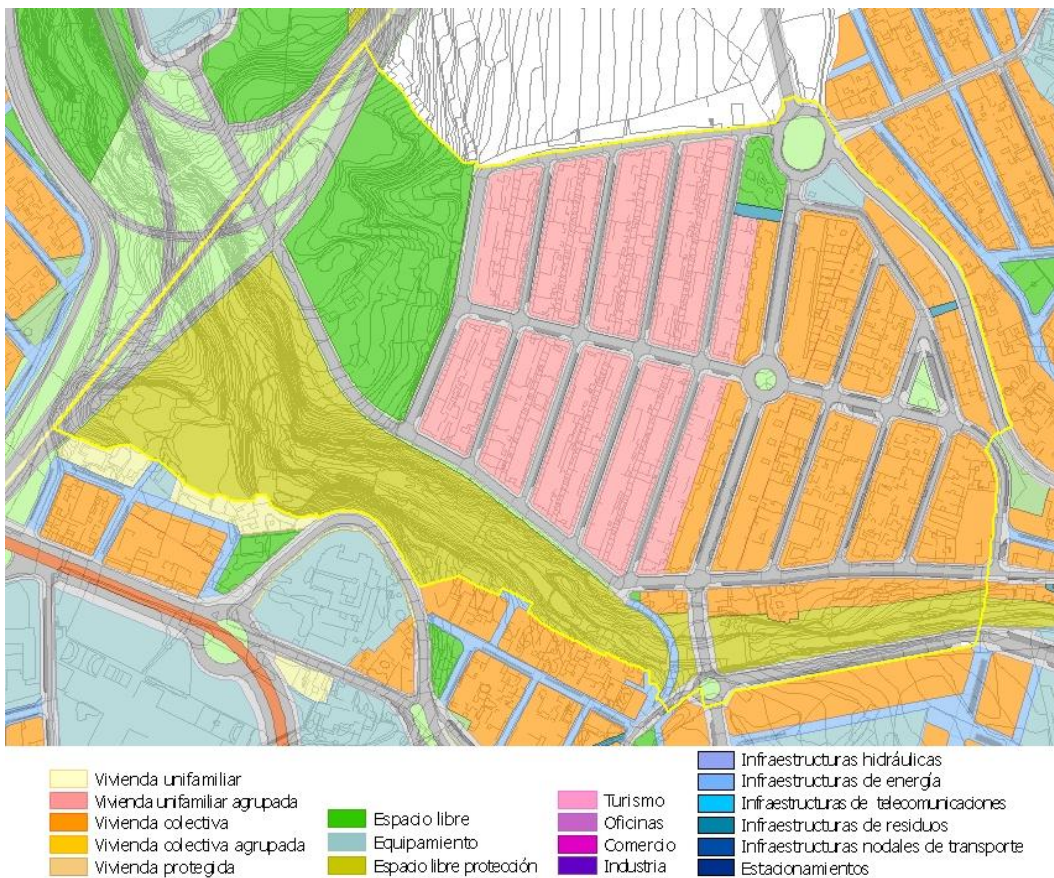 Vivienda unifamiliar
Vivienda unifamiliar agrupada
Vivienda colectiva
Vivienda colectiva agrupada
Vivienda protegida
Espacio libre
Equipamiento
Espacio libre protección
Turismo
Oficinas
Comercio
Industria
Infraestructuras hidráulicas
Infraestructuras de energía
Infraestructuras de telecomunicaciones
Infraestructuras de residuos
Infraestructuras nodales de transporte
Estacionamientos